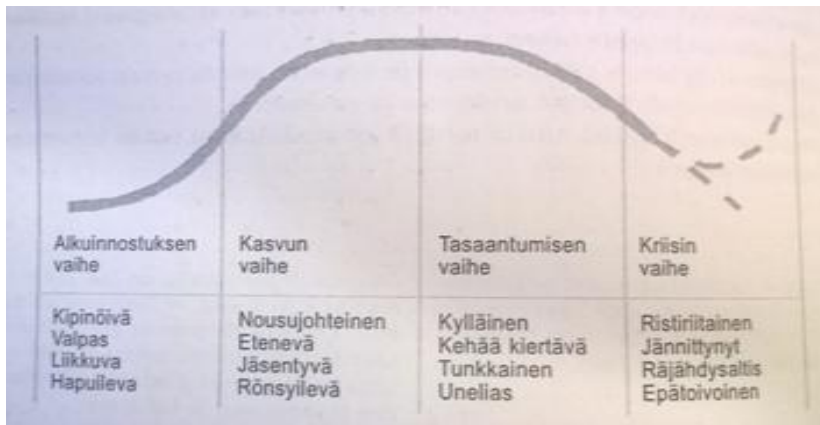 Alkuinnostuksen
vaihe
Kasvun
vaihe
Tasaantumisen
vaihe
Kriisin
vaihe
Kipinöivä
Valpas
Liikkuva
Hapuileva
Nousujohteinen
Etenevä
Jäsentyvä
Rönsyilevä
Kylläinen
Kehää kiertävä
Tunkkainen
Unelias
Ristiriitainen
Jännittynyt
Räjähdysaltis
Epätoivoinen